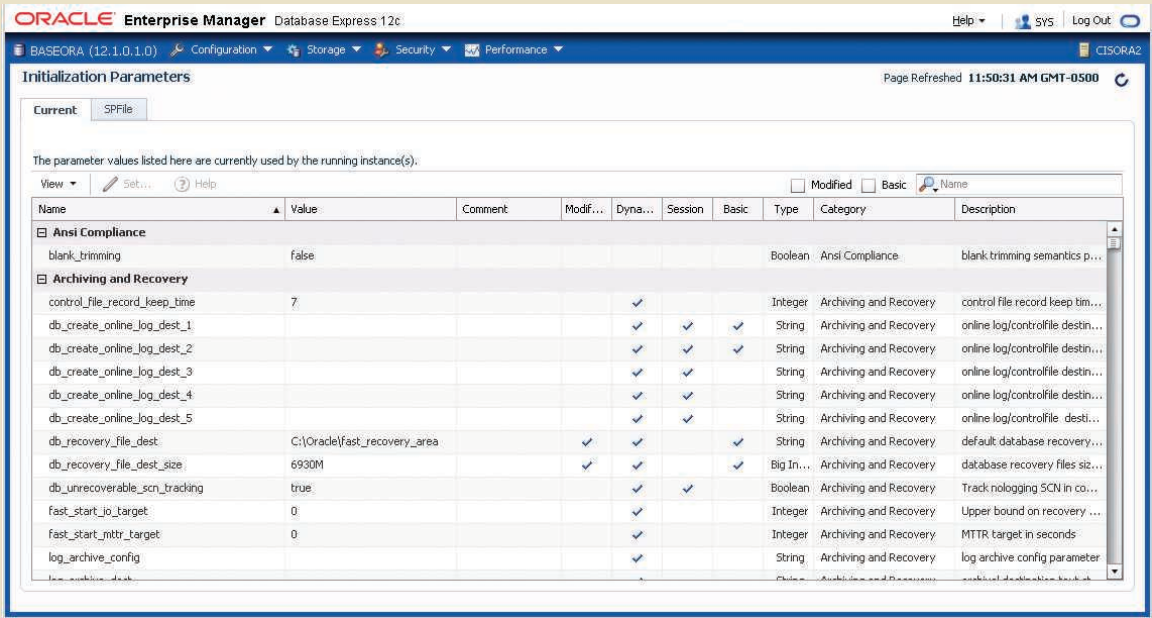 ORACLE Enterprise Manager Database Express 12c Help SYS Log Out
BASEORA (12.1.0.1.0) Configuration Storage Security Performance CISORA2
Initialization Parameters Page Refreshed 11:50:31 AM GMT-0500
Current SPFile
The parameter values listed here are currently used by the running instance(s).
View Set... Help Modified Basic Name
Name Value Comment Modif... Dyna... Session Basic Type Category Description
Ansi Compliance
blank_trimming false Boolean Ansi Compliance blank trimming semantics p...
Archiving and Recovery
control_file_record_keep_time 7 Integer Archiving and Recovery control file record keep tim...
db_create_online_log_dest_1 String Archiving and Recovery online log/controlfile destin...
db_create_online_log_dest_2 String Archiving and Recovery online log/controlfile destin...
db_create_online_log_dest_3 String Archiving and Recovery online log/controlfile destin...
db_create_online_log_dest_4 String Archiving and Recovery online log/controlfile destin...
db_create_online_log_dest_5 String Archiving and Recovery online log/controlfile desti...
db_recovery_file_dest C:\Oracle\fast_recovery_area String Archiving and Recovery default database recovery...
db_recovery_file_dest_size 6930M Big In... Archiving and Recovery database recovery files siz...
db_unrecoverable_scn_tracking true Boolean Archiving and Recovery Track nologging SCN in co...
fast_start_io_target 0 Integer Archiving and Recovery Upper bound on recovery ...
fast_start_mttr_target 0 Integer Archiving and Recovery MTTR target in seconds
log_archive_config String Archiving and Recovery log archive config parameter